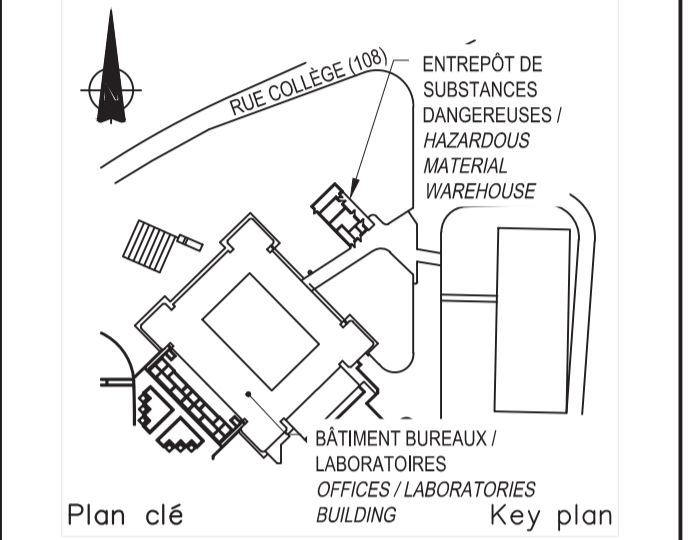 N
RUE COLLÈGE (108)
ENTREPÔT DE
SUBSTANCES
DANGEREUSES /
HAZARDOUS
MATERIAL
WAREHOUSE
BÂTIMENT BUREAUX /
LABORATOIRES
OFFICES / LABORATORIES
BUILDING
Plan clé
Key plan